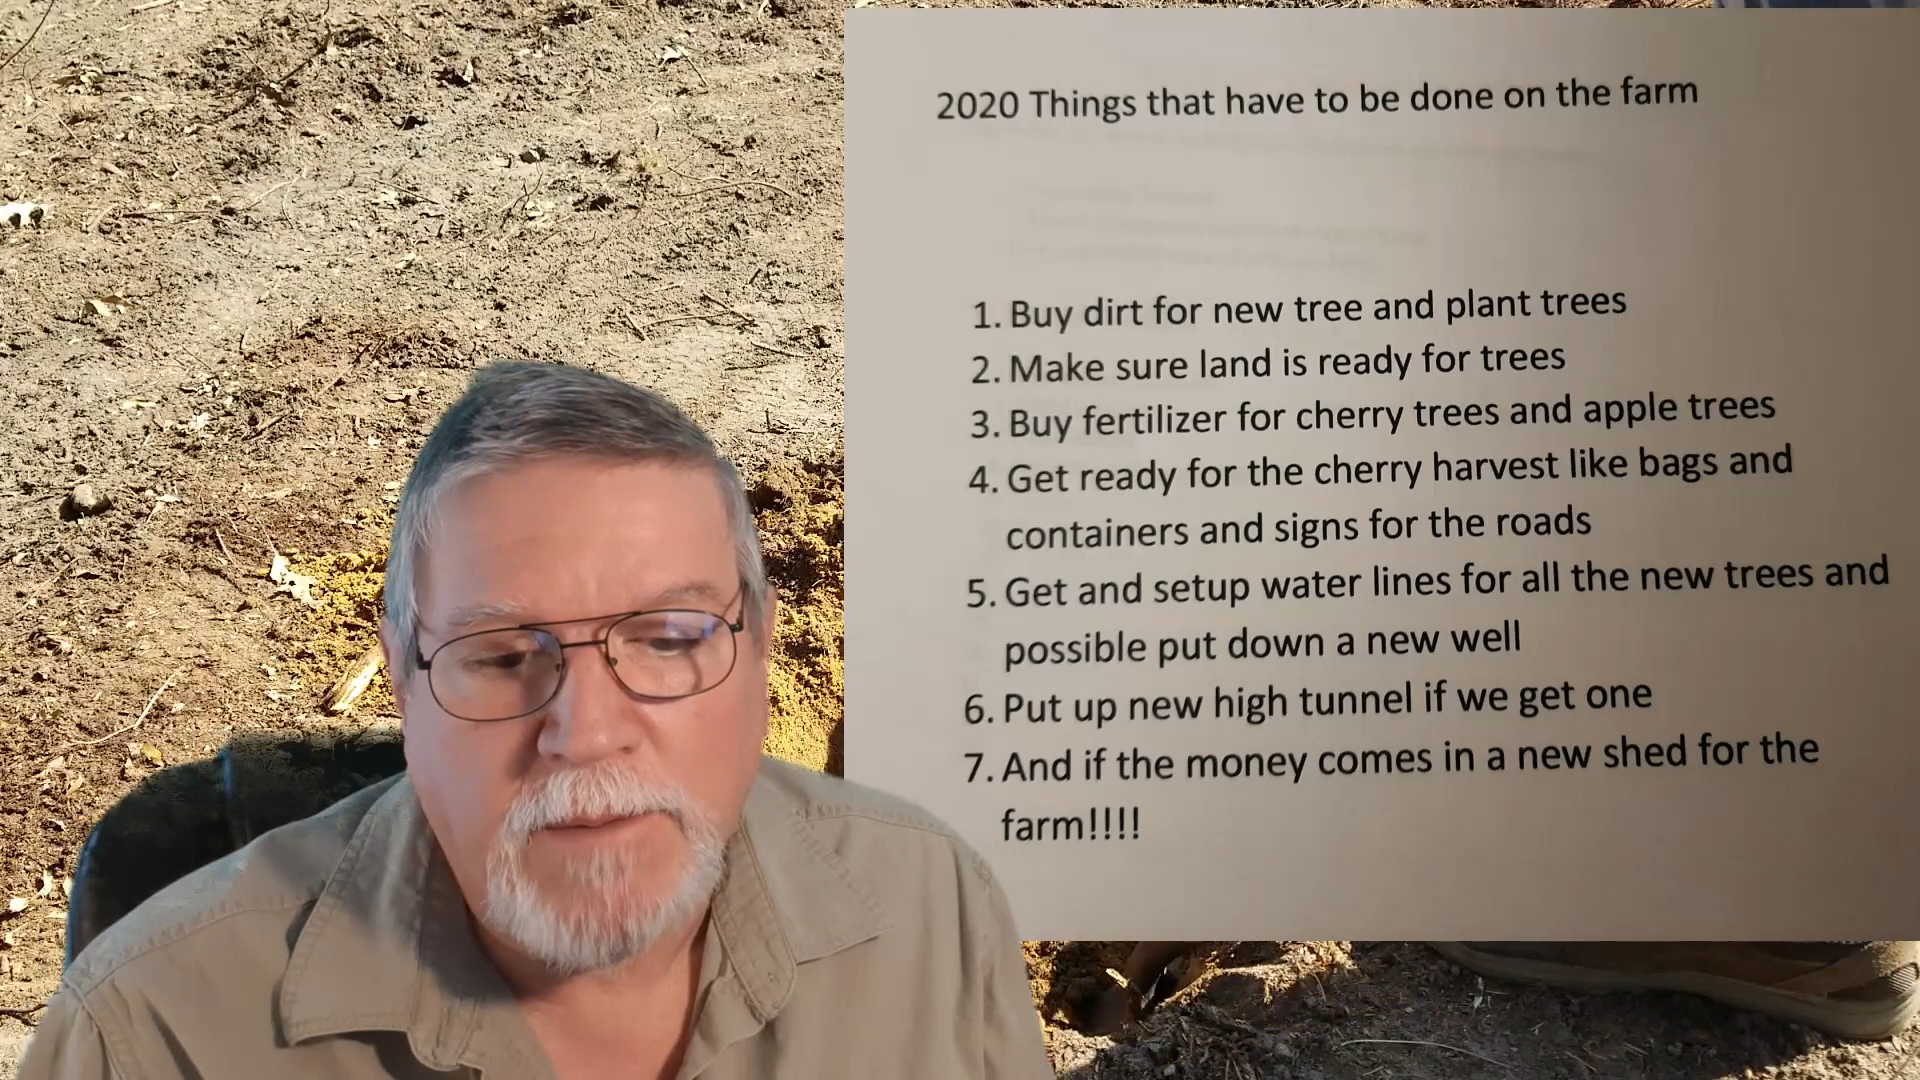 2020 Things that have to be done on the farm
1. Buy dirt for new tree and plant trees
2. Make sure land is ready for trees
3. Buy fertilizer for cherry trees and apple trees
4. Get ready for the cherry harvest like bags and
containers and signs for the roads
5. Get and setup water lines for all the new trees and
possible put down a new well
6. Put up new high tunnel if we get one
7. And if the money comes in a new shed for the
farm!!!!